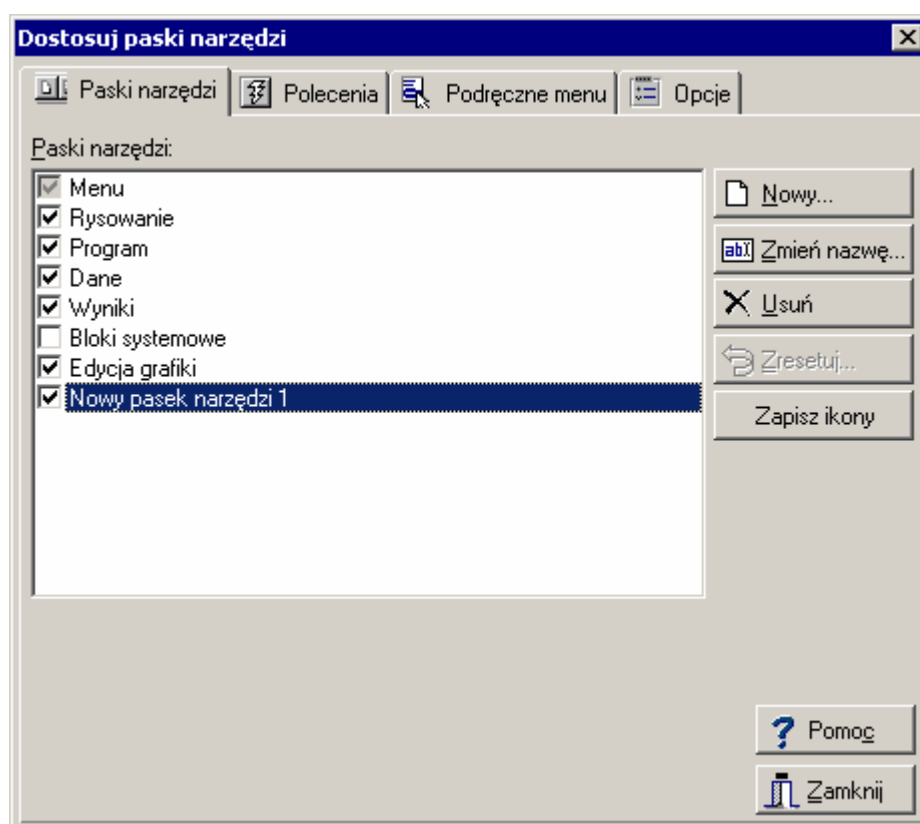 Dostosuj paski narzędzi
Paski narzędzi
Polecenia
Podręczne menu
Opcje
Paski narzędzi:
Menu
Rysowanie
Program
Dane
Wyniki
Bloki systemowe
Edycja grafiki
Nowy pasek narzędzi 1
Nowy...
Zmień nazwę...
Usuń
Zresetuj...
Zapisz ikony
Pomoc
Zamknij